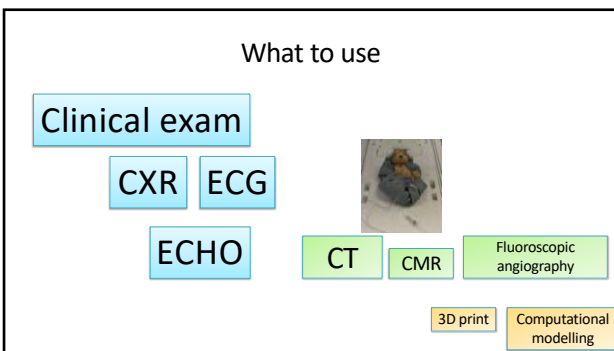 What to use
Clinical exam
CXR
ECG
ECHO
CT
CMR
Fluoroscopic
angiography
3D print
Computational
modelling